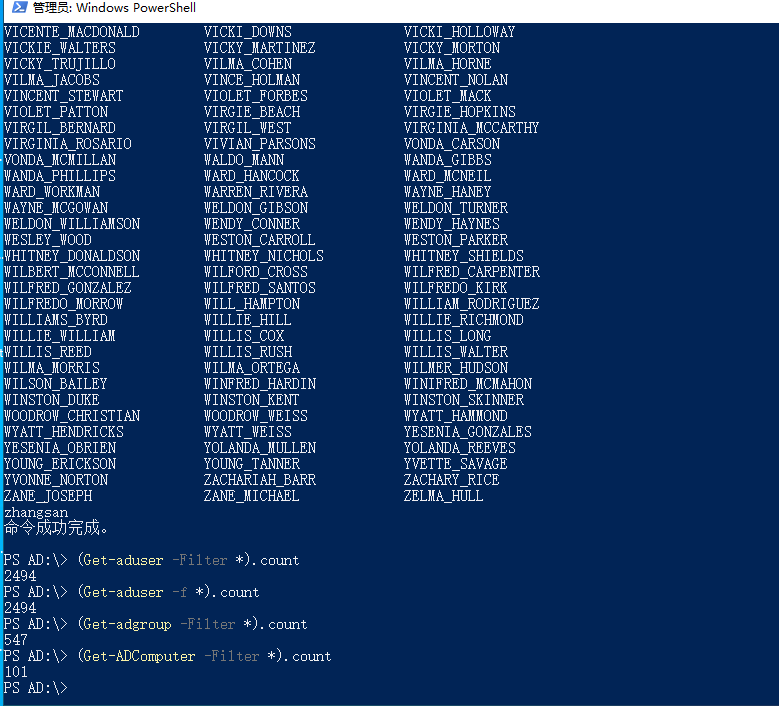 管理员: Windows PowerShell
VICENTE_MACDONALD VICKI_DOWNS VICKI_HOLLOWAY
VICKIE_WALTERS VICKY_MARTINEZ VICKY_MORTON
VICKY_TRUJILLO VILMA_COHEN VILMA_HORNE
VILMA_JACOBS VINCE_HOLMAN VINCENT_NOLAN
VINCENT_STEWART VIOLET_FORBES VIOLET_MACK
VIOLET_PATTON VIRGIE_BEACH VIRGIE_HOPKINS
VIRGIL_BERNARD VIRGIL_WEST VIRGINIA_MCCARTHY
VIRGINIA_ROSARIO VIVIAN_PARSONS VONDA_CARSON
VONDA_MCMILLAN WALDO_MANN WANDA_GIBBS
WANDA_PHILLIPS WARD_HANCOCK WARD_MCNEIL
WARD_WORKMAN WARREN_RIVERA WAYNE_HANEY
WAYNE_MCGOWAN WELDON_GIBSON WELDON_TURNER
WELDON_WILLIAMSON WENDY_CONNER WENDY_HAYNES
WESLEY_WOOD WESTON_CARROLL WESTON_PARKER
WHITNEY_DONALDSON WHITNEY_NICHOLS WHITNEY_SHIELDS
WILBERT_MCCONNELL WILFORD_CROSS WILFRED_CARPENTER
WILFRED_GONZALEZ WILFRED_SANTOS WILFREDO_KIRK
WILFREDO_MORROW WILL_HAMPTON WILLIAM_RODRIGUEZ
WILLIAMS_BYRD WILLIE_HILL WILLIE_RICHMOND
WILLIE_WILLIAM WILLIS_COX WILLIS_LONG
WILLIS_REED WILLIS_RUSH WILLIS_WALTER
WILMA_MORRIS WILMA_ORTEGA WILMER_HUDSON
WILSON_BAILEY WINFRED_HARDIN WINIFRED_MCMAHON
WINSTON_DUKE WINSTON_KENT WINSTON_SKINNER
WOODROW_CHRISTIAN WOODROW_WEISS WYATT_HAMMOND
WYATT_HENDRICKS WYATT_WEISS YESENIA_GONZALES
YESENIA_OBRIEN YOLANDA_MULLEN YOLANDA_REEVES
YOUNG_ERICKSON YOUNG_TANNER YVETTE_SAVAGE
YVONNE_NORTON ZACHARIAH_BARR ZACHARY_RICE
ZANE_JOSEPH ZANE_MICHAEL ZELMA_HULL
zhangsan
命令成功完成。
PS AD:\> (Get-aduser -Filter *).count
2494
PS AD:\> (Get-aduser -f *).count
2494
PS AD:\> (Get-adgroup -Filter *).count
547
PS AD:\> (Get-ADComputer -Filter *).count
101
PS AD:\>